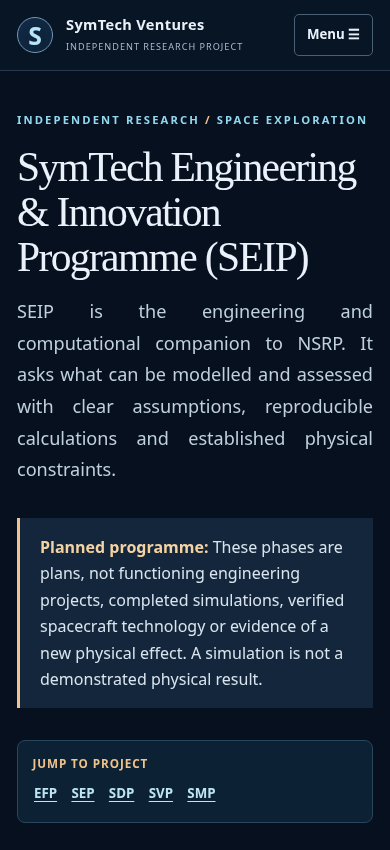 S
SymTech Ventures
INDEPENDENT RESEARCH PROJECT
Menu ☰
INDEPENDENT RESEARCH / SPACE EXPLORATION
SymTech Engineering
& Innovation
Programme (SEIP)
SEIP is the engineering and
computational companion to NSRP. It
asks what can be modelled and assessed
with clear assumptions, reproducible
calculations and established physical
constraints.
Planned programme: These phases are
plans, not functioning engineering
projects, completed simulations, verified
spacecraft technology or evidence of a
new physical effect. A simulation is not a
demonstrated physical result.
JUMP TO PROJECT
EFP SEP SDP SVP SMP